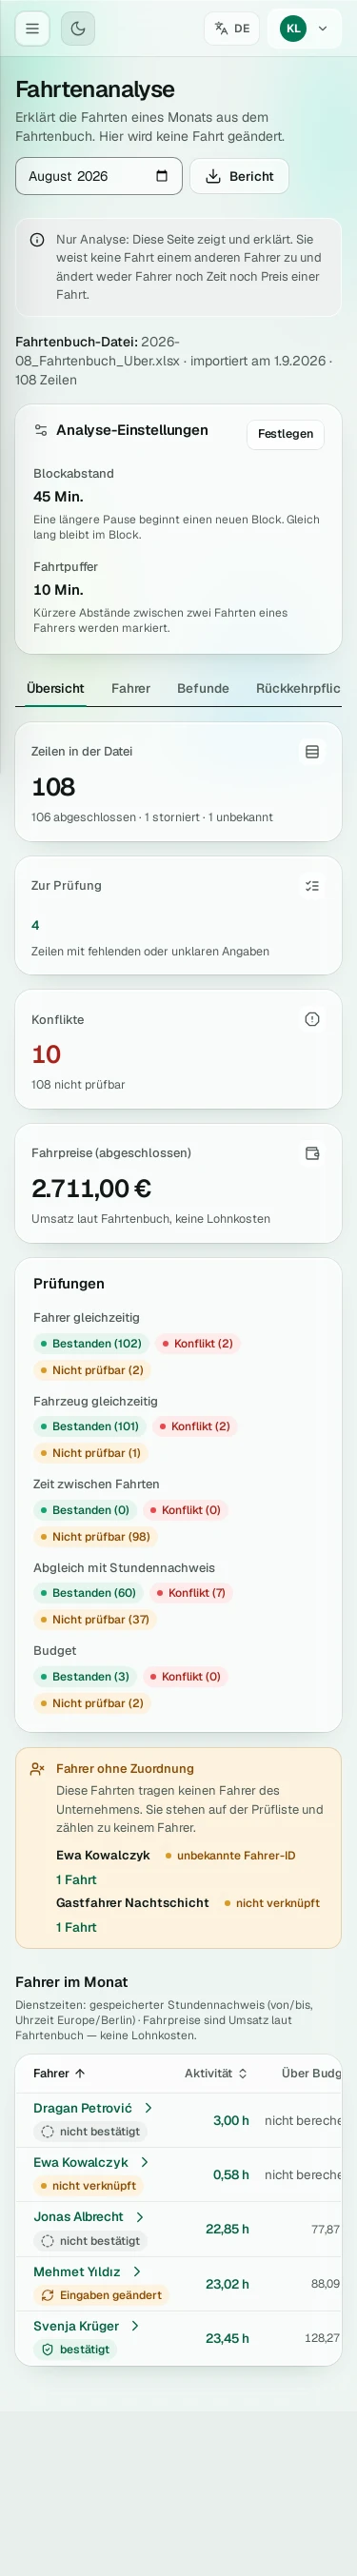 DE
KL
Fahrtenanalyse
Erklärt die Fahrten eines Monats aus dem
Fahrtenbuch. Hier wird keine Fahrt geändert.
August 2026
Bericht
Nur Analyse: Diese Seite zeigt und erklärt. Sie
weist keine Fahrt einem anderen Fahrer zu und
ändert weder Fahrer noch Zeit noch Preis einer
Fahrt.
Fahrtenbuch-Datei: 2026-
08_Fahrtenbuch_Uber.xlsx · importiert am 1.9.2026 ·
108 Zeilen
Analyse-Einstellungen
Festlegen
Blockabstand
45 Min.
Eine längere Pause beginnt einen neuen Block. Gleich
lang bleibt im Block.
Fahrtpuffer
10 Min.
Kürzere Abstände zwischen zwei Fahrten eines
Fahrers werden markiert.
Übersicht Fahrer Befunde Rückkehrpflic
Zeilen in der Datei
108
106 abgeschlossen · 1 storniert · 1 unbekannt
Zur Prüfung
4
Zeilen mit fehlenden oder unklaren Angaben
Konflikte
10
108 nicht prüfbar
Fahrpreise (abgeschlossen)
2.711,00 €
Umsatz laut Fahrtenbuch, keine Lohnkosten
Prüfungen
Fahrer gleichzeitig
Bestanden (102) Konflikt (2)
Nicht prüfbar (2)
Fahrzeug gleichzeitig
Bestanden (101) Konflikt (2)
Nicht prüfbar (1)
Zeit zwischen Fahrten
Bestanden (0) Konflikt (0)
Nicht prüfbar (98)
Abgleich mit Stundennachweis
Bestanden (60) Konflikt (7)
Nicht prüfbar (37)
Budget
Bestanden (3) Konflikt (0)
Nicht prüfbar (2)
Fahrer ohne Zuordnung
Diese Fahrten tragen keinen Fahrer des
Unternehmens. Sie stehen auf der Prüfliste und
zählen zu keinem Fahrer.
Ewa Kowalczyk unbekannte Fahrer-ID
1 Fahrt
Gastfahrer Nachtschicht nicht verknüpft
1 Fahrt
Fahrer im Monat
Dienstzeiten: gespeicherter Stundennachweis (von/bis,
Uhrzeit Europe/Berlin) · Fahrpreise sind Umsatz laut
Fahrtenbuch — keine Lohnkosten.
Fahrer Aktivität Über Budg
Dragan Petrović 3,00 h nicht bereche
nicht bestätigt
Ewa Kowalczyk 0,58 h nicht bereche
nicht verknüpft
Jonas Albrecht 22,85 h 77,87
nicht bestätigt
Mehmet Yıldız 23,02 h 88,09
Eingaben geändert
Svenja Krüger 23,45 h 128,27
bestätigt